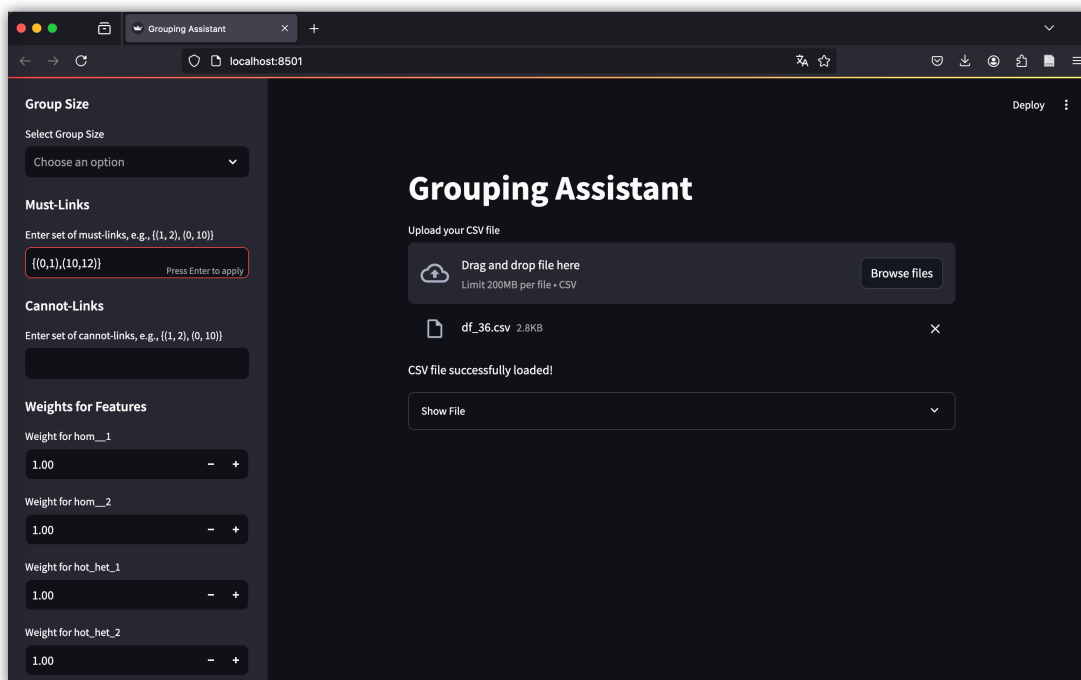 Grouping Assistant
localhost:8501
Group Size
Select Group Size
Choose an option
Must-Links
Enter set of must-links, e.g., {(1, 2), (0, 10)}
{(0,1),(10,12)}
Press Enter to apply
Cannot-Links
Enter set of cannot-links, e.g., {(1, 2), (0, 10)}
Weights for Features
Weight for hom__1
1.00
Weight for hom__2
1.00
Weight for hot_het_1
1.00
Weight for hot_het_2
1.00
Deploy
Grouping Assistant
Upload your CSV file
Drag and drop file here
Limit 200MB per file • CSV
Browse files
df_36.csv 2.8KB
CSV file successfully loaded!
Show File